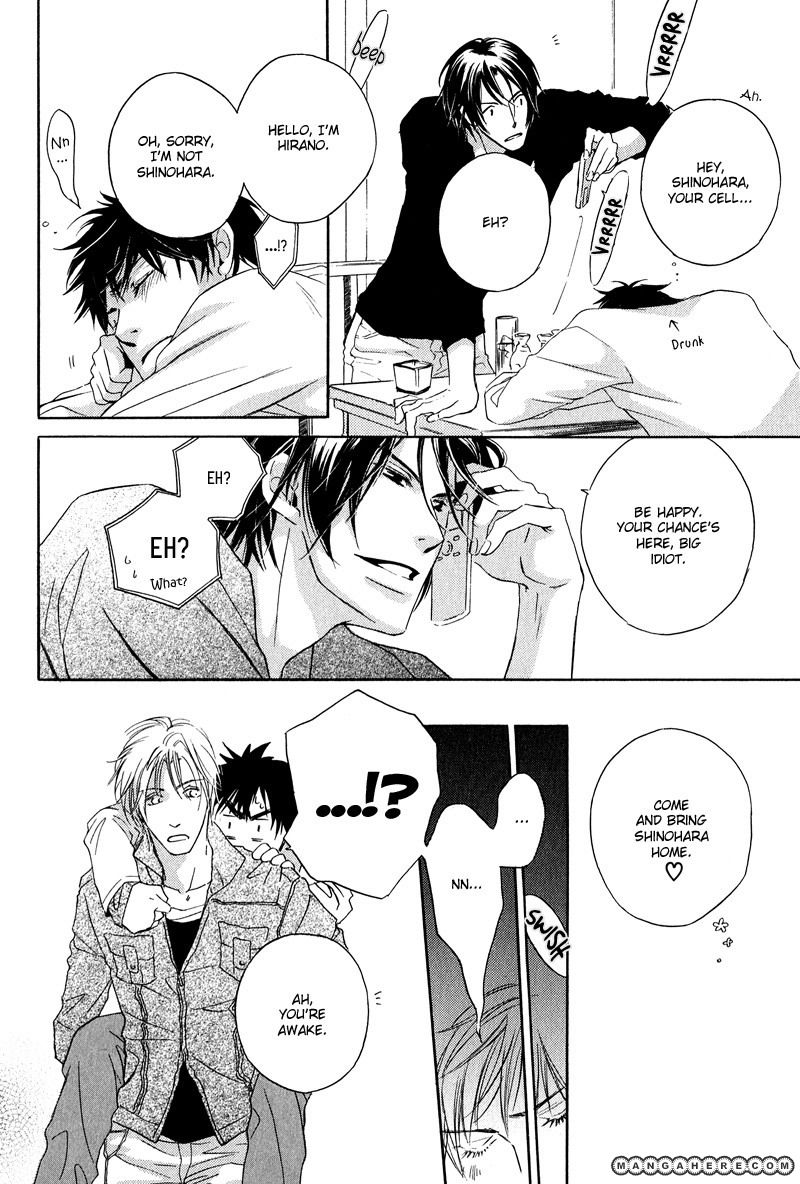 VRRRRR
Ah.
HEY,
SHINOHARA,
YOUR CELL...
VRRRRR
Drunk
EH?
beep
HELLO, I'M
HIRANO.
OH, SORRY,
I'M NOT
SHINOHARA.
...!?
Nn
...
BE HAPPY.
YOUR CHANCE'S
HERE, BIG
IDIOT.
EH?
EH?
What?
COME
AND BRING
SHINOHARA
HOME.
♡
SWISH
...
NN...
....!?
AH,
YOU'RE
AWAKE.
MANGAHERE.COM